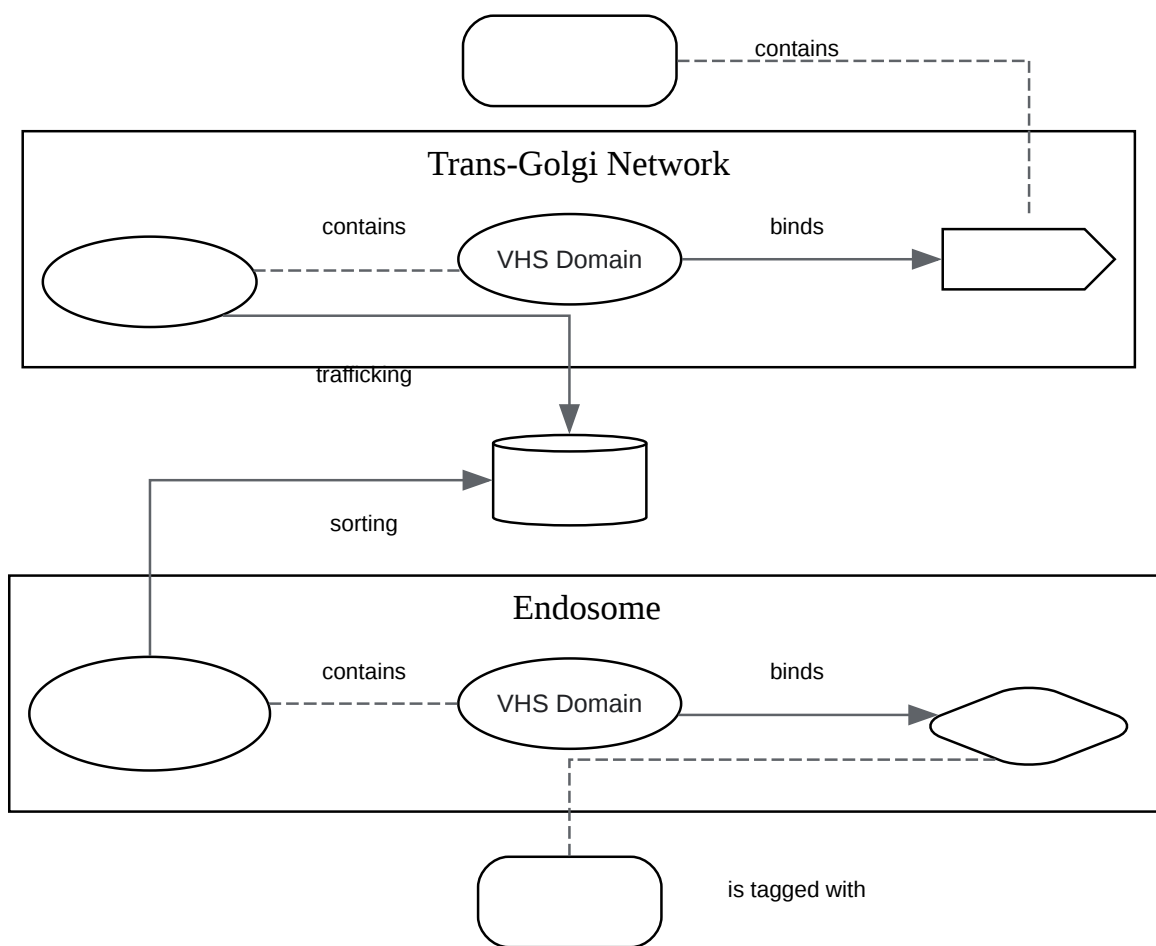 contains
Trans-Golgi Network
contains
binds
VHS Domain
trafficking
sorting
Endosome
contains
binds
VHS Domain
is tagged with